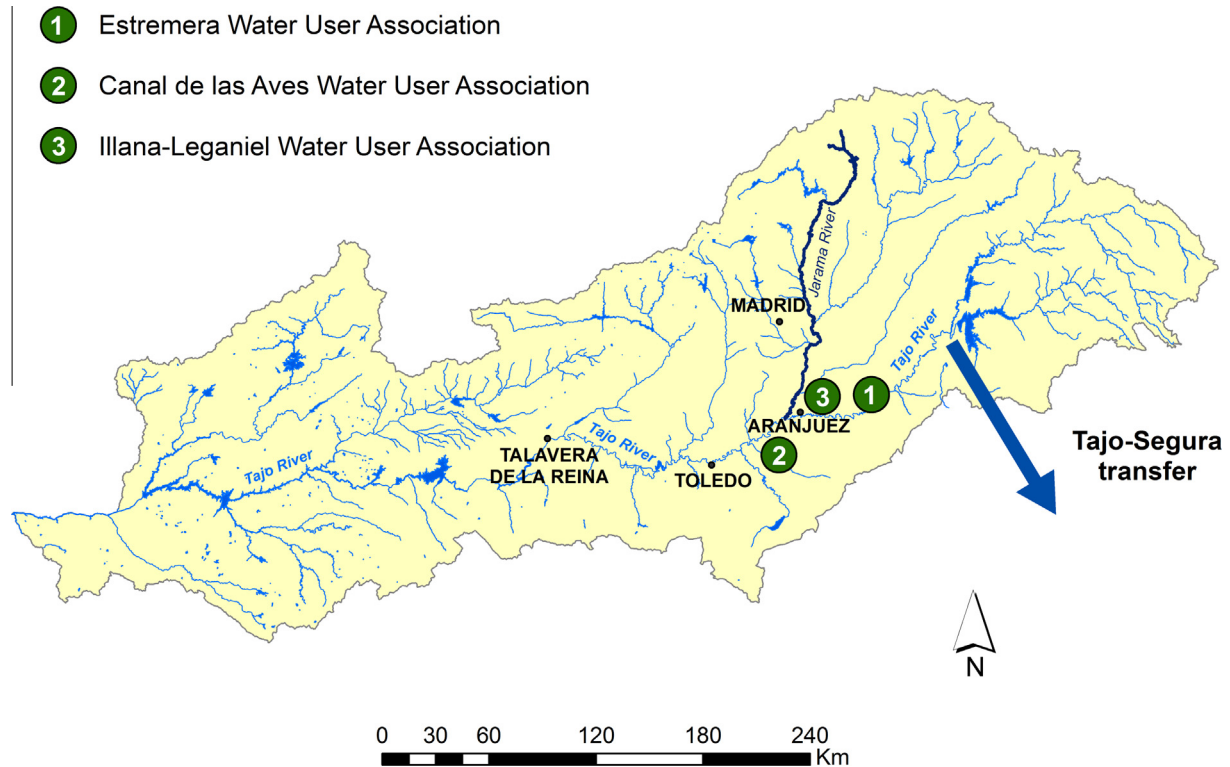 1 Estremera Water User Association
2 Canal de las Aves Water User Association
3 Illana-Leganiel Water User Association
Jarama River
MADRID
Tajo River
3
1
ARANJUEZ
2
TALAVERA
DE LA REINA
Tajo River
TOLEDO
Tajo River
Tajo-Segura
transfer
N
0 30 60 120 180 240
Km